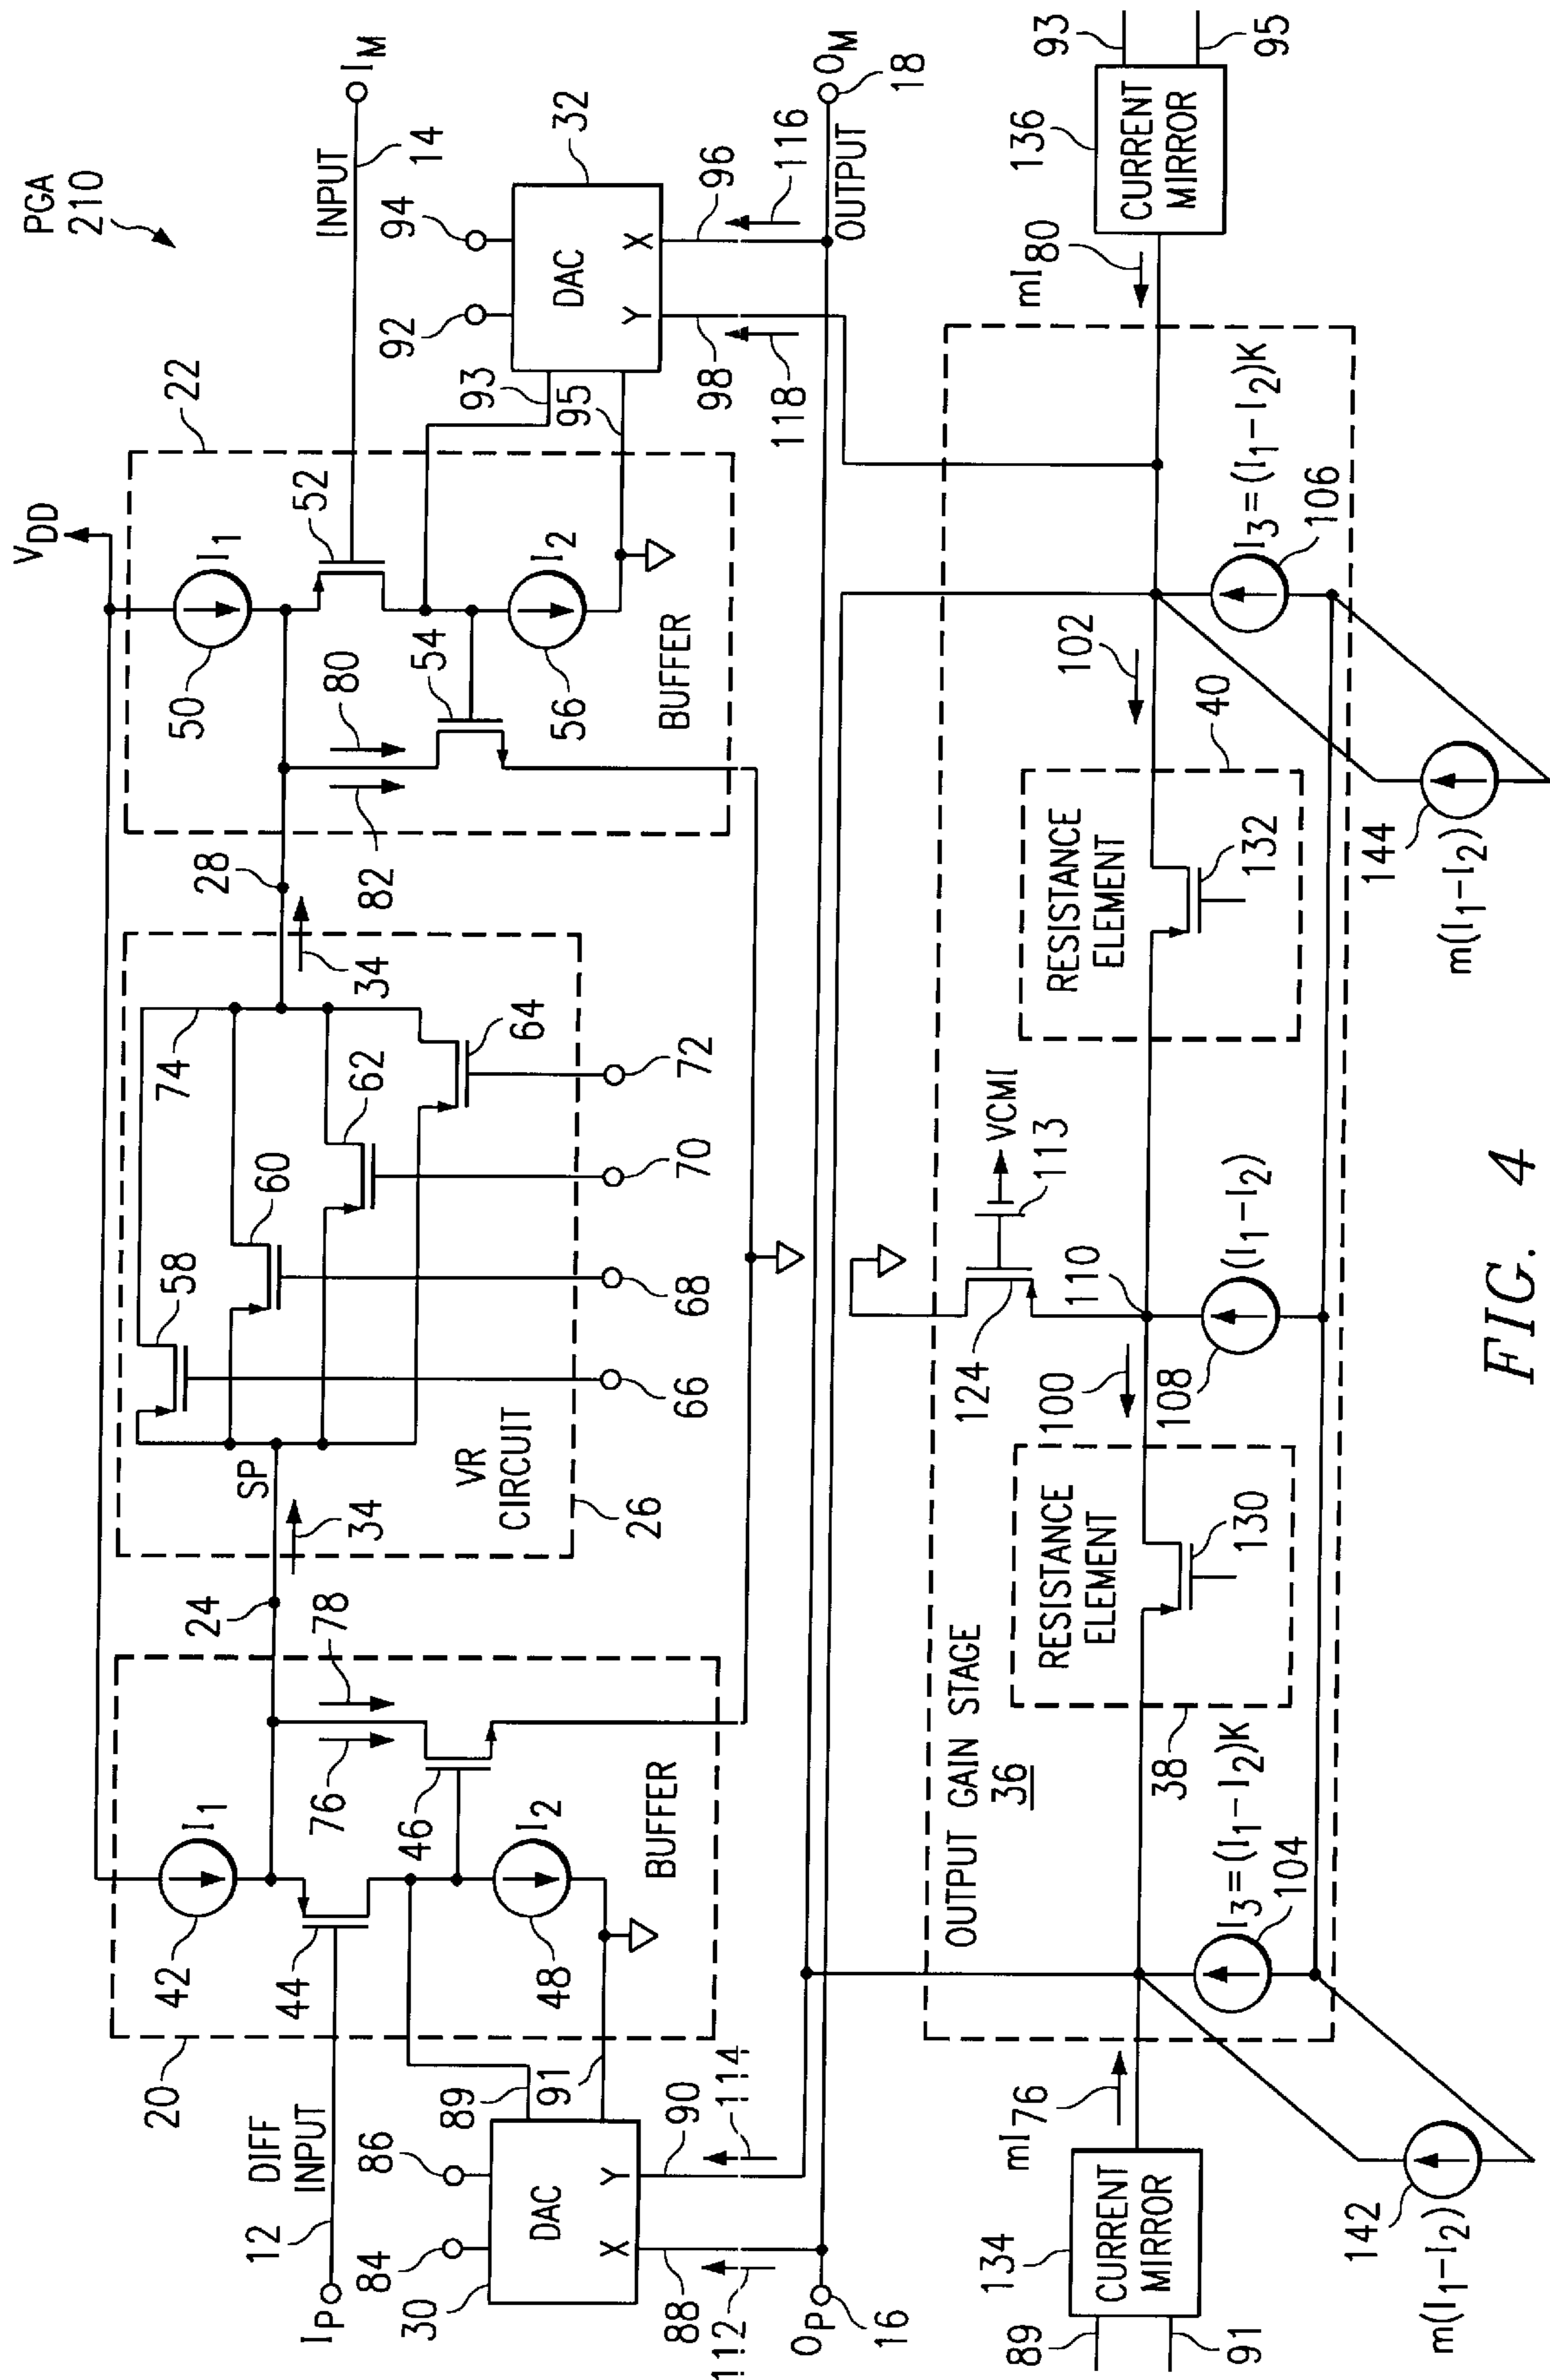 PGA
210
V_DD
I_M
INPUT
14
22
I_1
50
52
80
82
54
56
I_2
BUFFER
92
94
32
DAC
Y
X
93
95
98
96
118
116
O_M
18
OUTPUT
28
34
74
58
60
62
64
66
68
70
72
SP
VR
CIRCUIT
26
34
24
78
76
46
I_1
42
44
48
I_2
BUFFER
20
DIFF
INPUT
12
I_P
84
86
30
DAC
X
Y
89
91
88
90
112
114
O_P
16
OUTPUT GAIN STAGE
36
VCMI
113
124
110
100
108
(I_1-I_2)
102
40
RESISTANCE
ELEMENT
132
RESISTANCE
ELEMENT
130
38
I_3=(I_1-I_2)K
104
I_3=(I_1-I_2)K
106
mI_80
136
CURRENT
MIRROR
93
95
mI_76
134
CURRENT
MIRROR
89
91
142
m(I_1-I_2)
144
m(I_1-I_2)
FIG. 4